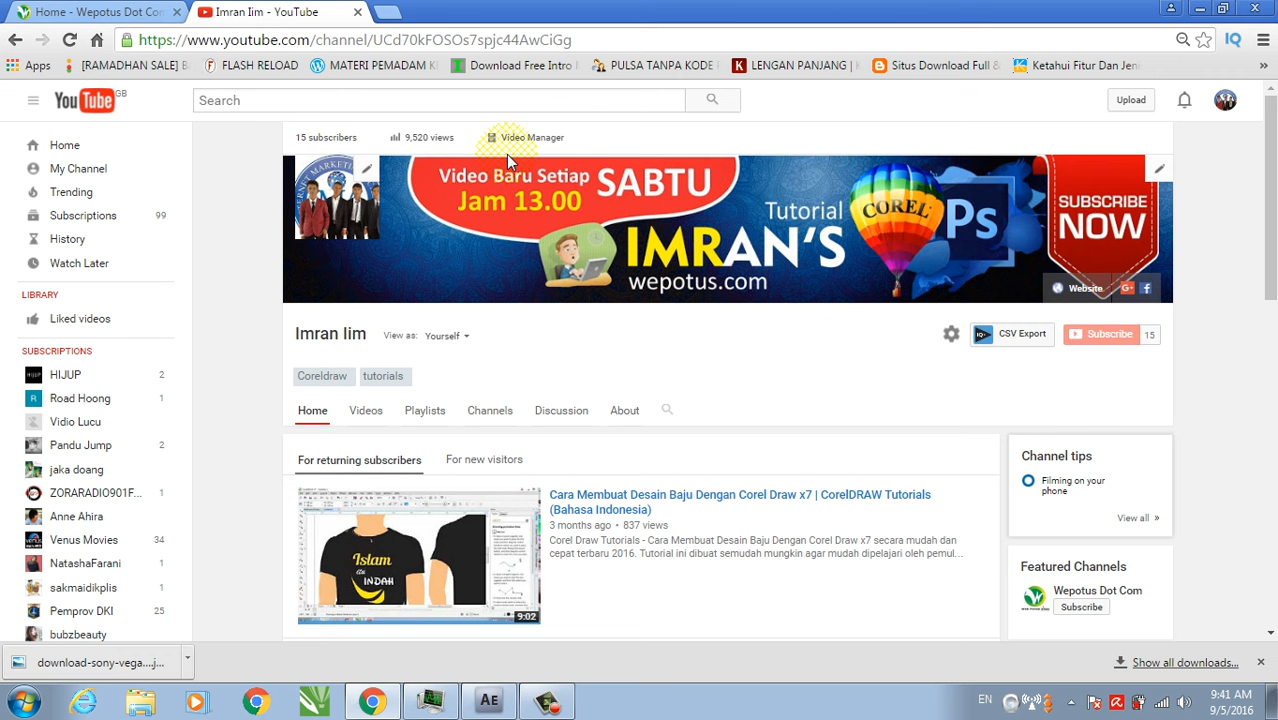 Home - Wepotus Dot Com
Imran Iim - YouTube
https://www.youtube.com/channel/UCd70kFOSOs7spjc44AwCiGg
Apps
[RAMADHAN SALE] B
FLASH RELOAD
MATERI PEMADAM K
Download Free Intro
PULSA TANPA KODE
LENGAN PANJANG |
Situs Download Full &
Ketahui Fitur Dan Jen
»
YouTube GB
Search
Upload
15 subscribers
9,520 views
Video Manager
Home
My Channel
Trending
Subscriptions 99
History
Watch Later
LIBRARY
Liked videos
SUBSCRIPTIONS
HIJUP 2
Road Hoong 1
Vidio Lucu
Pandu Jump 2
jaka doang
ZORARADIO901F... 1
Anne Ahira
Venus Movies 34
NatashaFarani 1
sakmaidikplis
Pemprov DKI 25
bubzbeauty
Video Baru Setiap SABTU
Jam 13.00
Tutorial
IMRAN'S
wepotus.com
COREL
Ps
SUBSCRIBE
NOW
Website
G+ f
Imran Iim
View as: Yourself
IQ
CSV Export
Subscribe 15
Coreldraw
tutorials
Home
Videos
Playlists
Channels
Discussion
About
For returning subscribers
For new visitors
Islam
itu
INDAH
9:02
Cara Membuat Desain Baju Dengan Corel Draw x7 | CorelDRAW Tutorials
(Bahasa Indonesia)
3 months ago • 837 views
Corel Draw Tutorials - Cara Membuat Desain Baju Dengan Corel Draw x7 secara mudah dan
cepat terbaru 2016. Tutorial ini dibuat semudah mungkin agar mudah dipelajari oleh pemul...
Channel tips
Filming on your
phone
View all »
Featured Channels
Wepotus Dot Com
Subscribe
download-sony-vega....j...
Show all downloads...
AE
EN
9:41 AM
9/5/2016